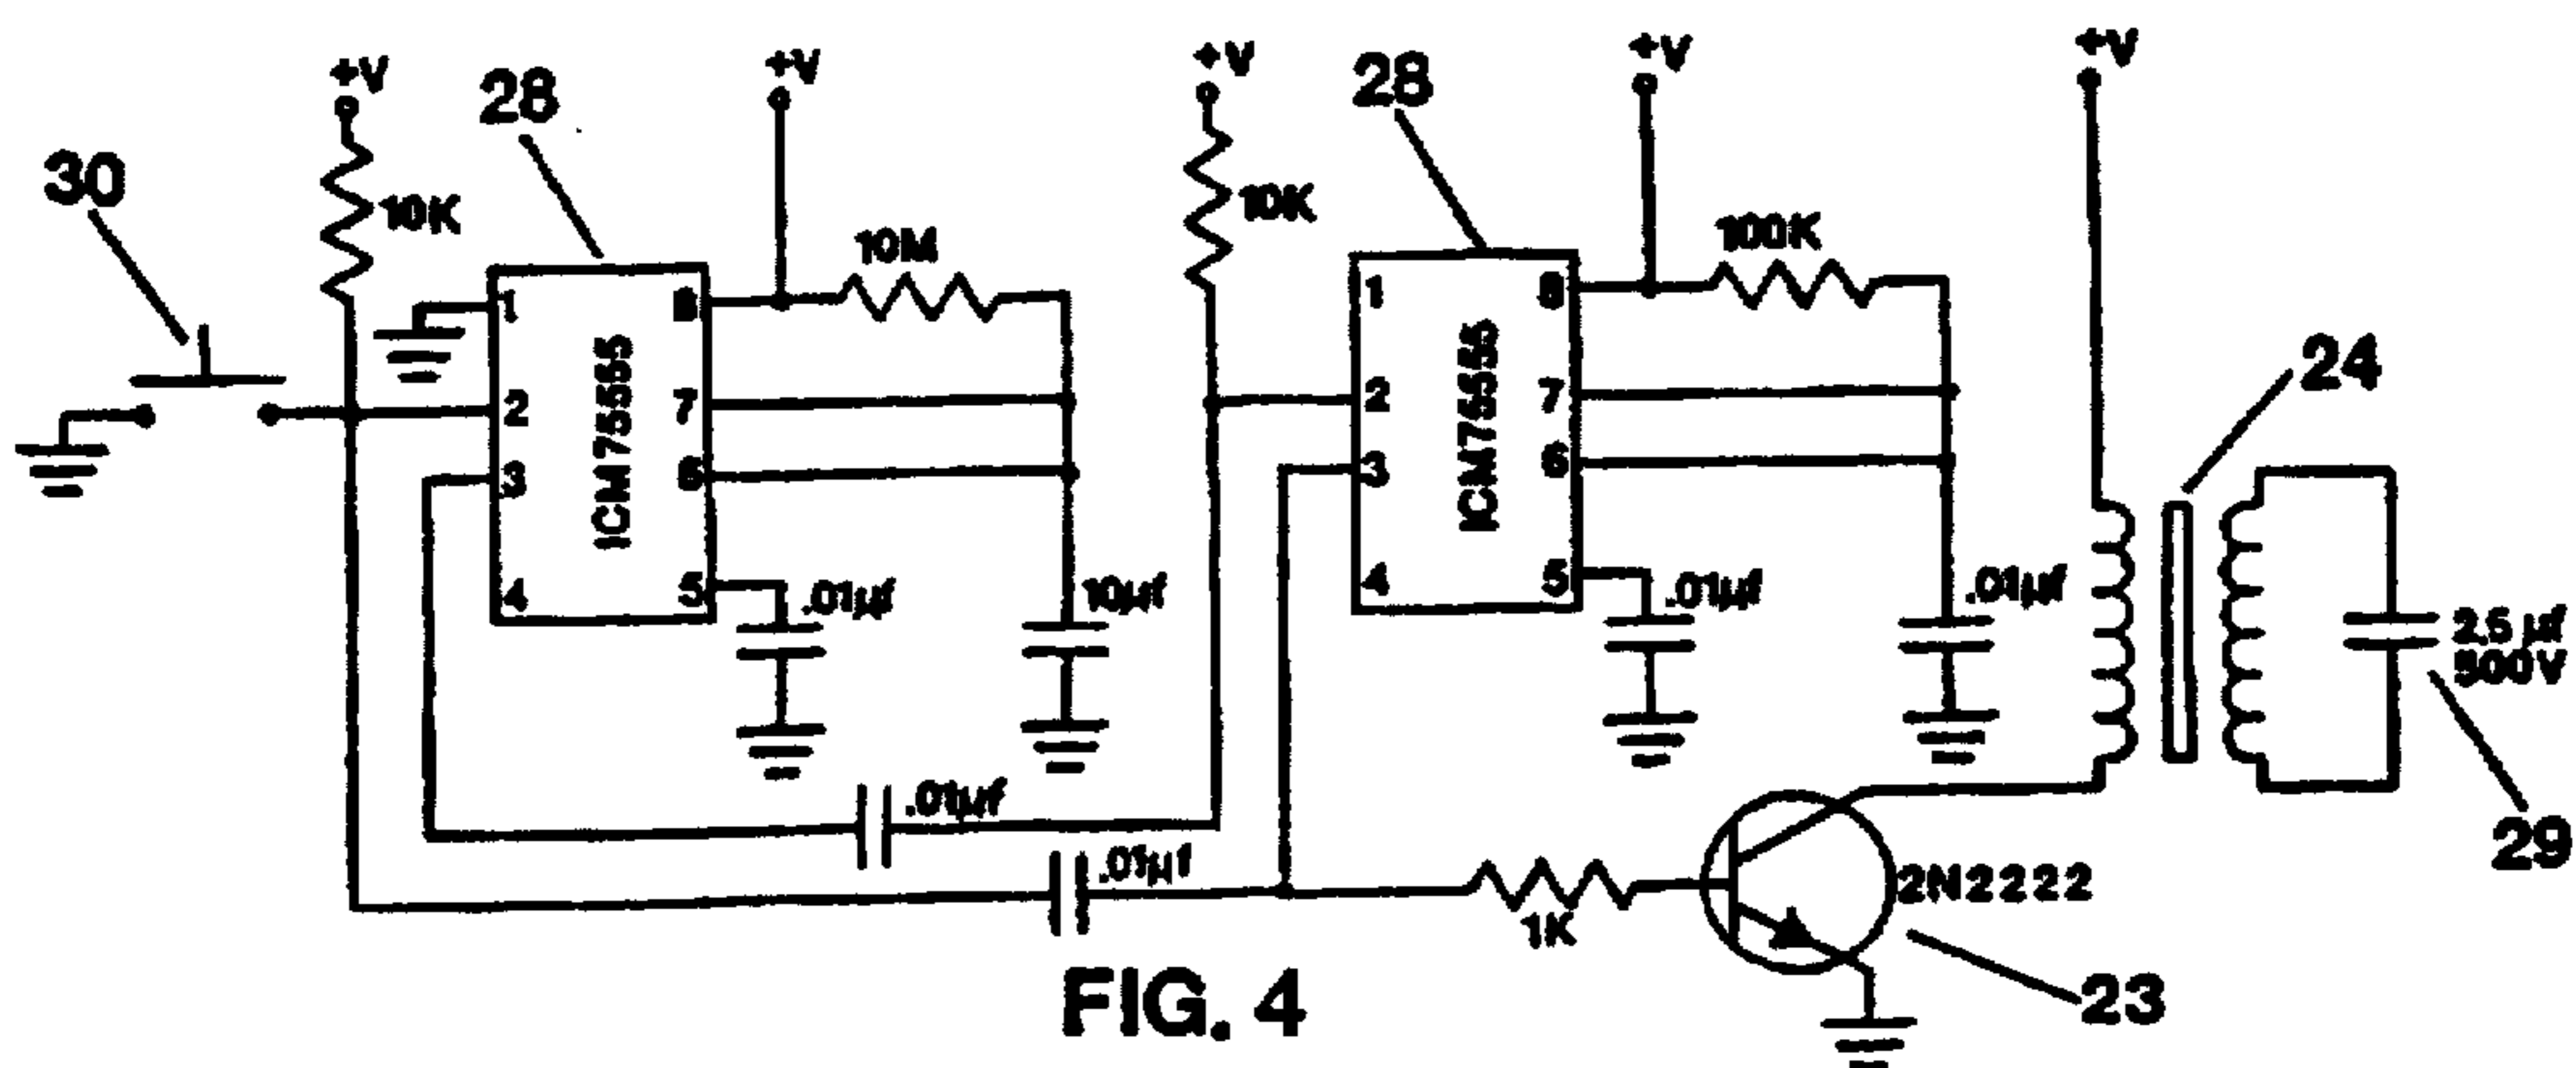 +V
+V
+V
+V
+V
28
28
30
10K
10M
10K
100K
24
1
2
3
4
8
7
6
5
ICM7555
.01µf
10µf
1
2
3
4
8
7
6
5
ICM7555
.01µf
.01µf
2.5 µf
500V
29
.01µf
.01µf
1K
2N2222
23
FIG. 4